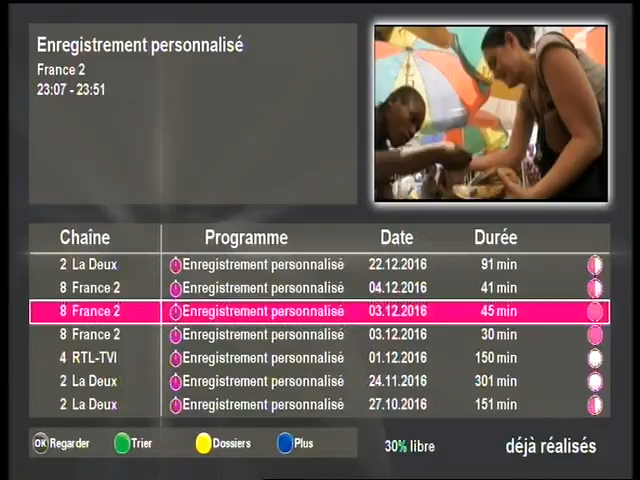 Enregistrement personnalisé
France 2
23:07 - 23:51
Chaîne Programme Date Durée
2 La Deux Enregistrement personnalisé 22.12.2016 91 min
8 France 2 Enregistrement personnalisé 04.12.2016 41 min
8 France 2 Enregistrement personnalisé 03.12.2016 45 min
8 France 2 Enregistrement personnalisé 03.12.2016 30 min
4 RTL-TVI Enregistrement personnalisé 01.12.2016 150 min
2 La Deux Enregistrement personnalisé 24.11.2016 301 min
2 La Deux Enregistrement personnalisé 27.10.2016 151 min
OK Regarder Trier Dossiers Plus 30% libre déjà réalisés